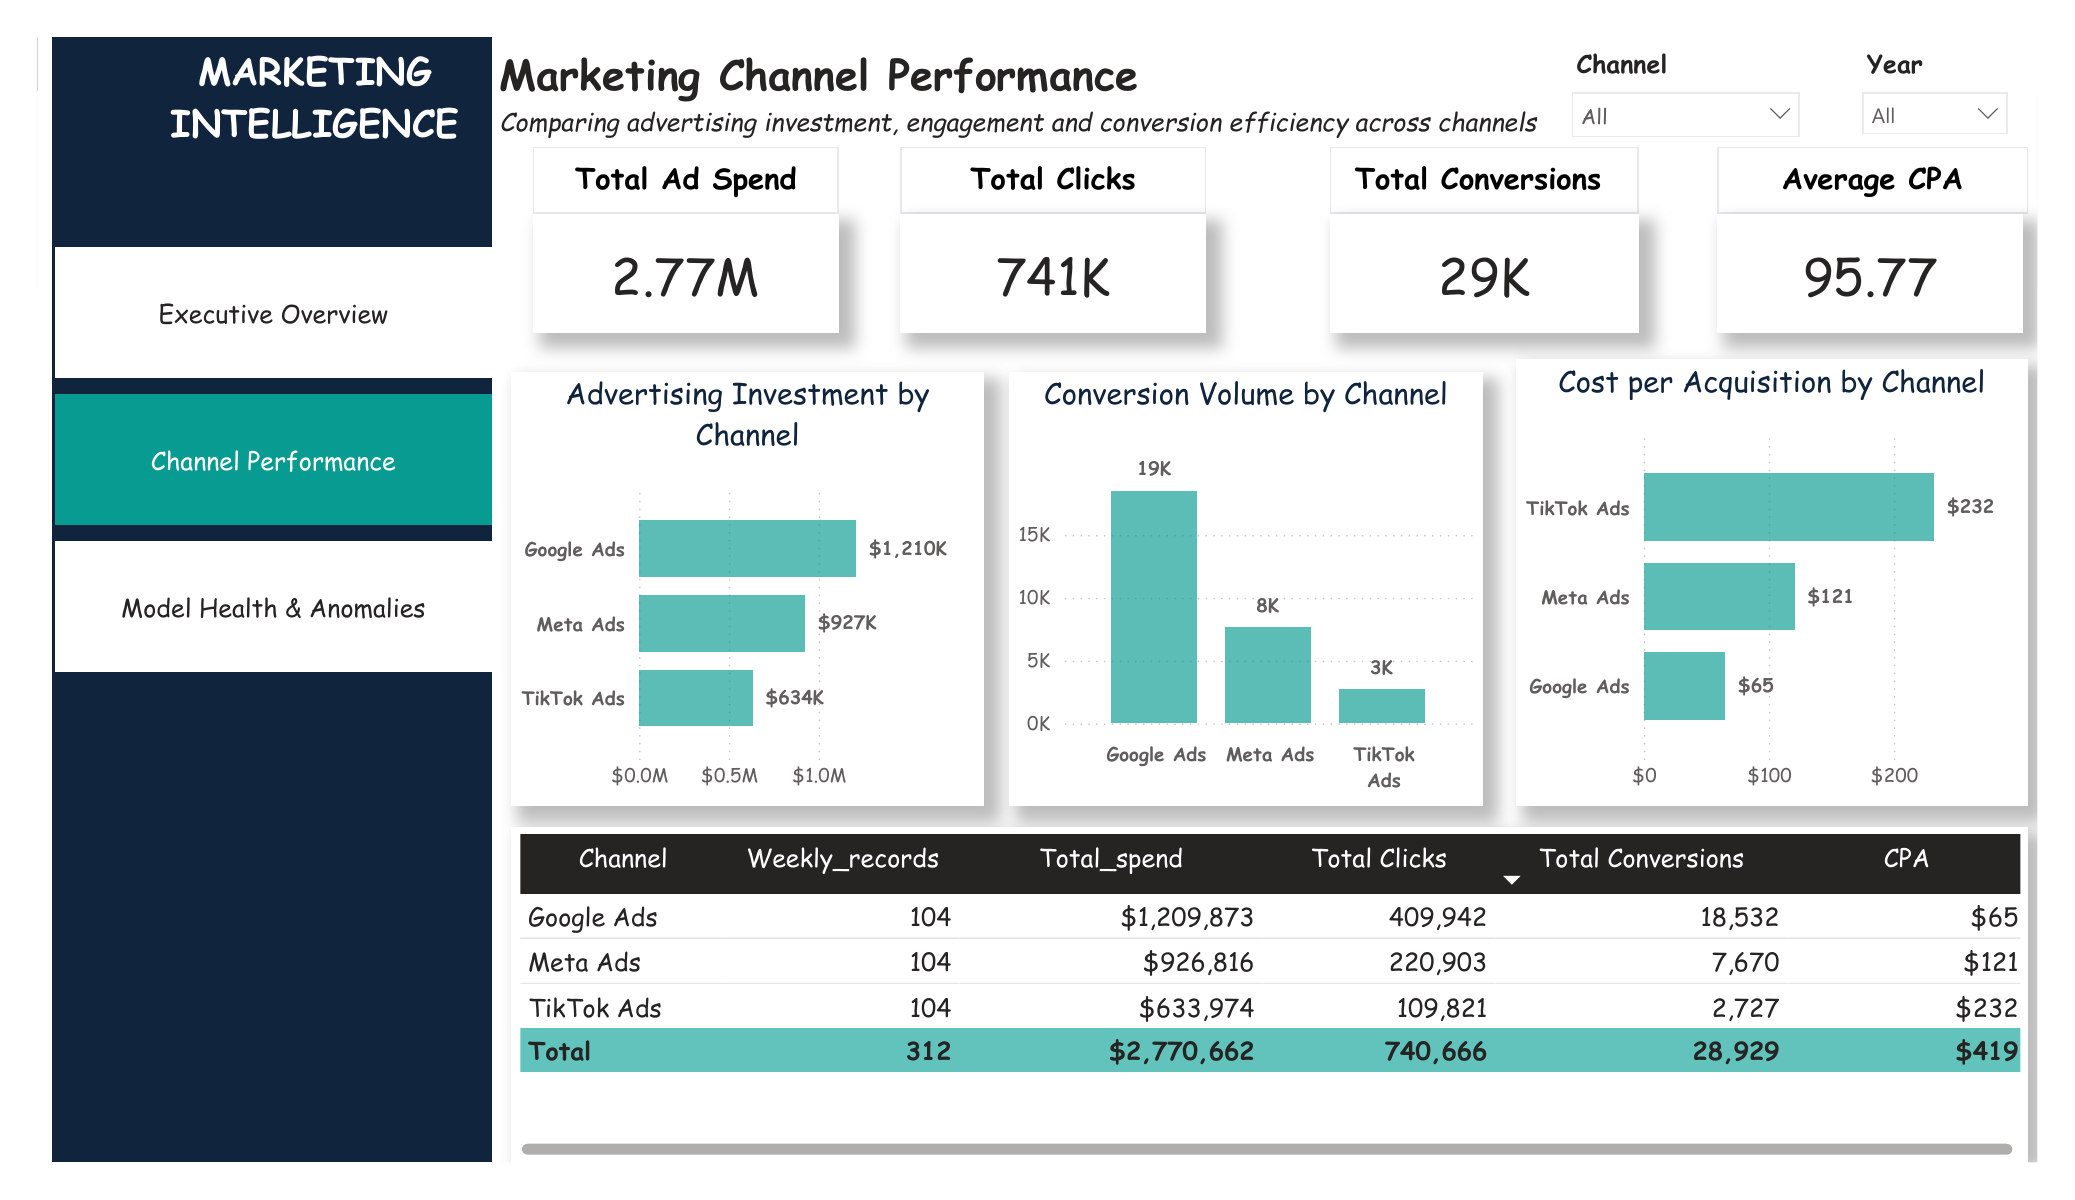 MARKETING
INTELLIGENCE
Executive Overview
Channel Performance
Model Health & Anomalies
Marketing Channel Performance
Comparing advertising investment, engagement and conversion efficiency across channels
Channel
All
Year
All
Total Ad Spend
2.77M
Total Clicks
741K
Total Conversions
29K
Average CPA
95.77
Advertising Investment by
Channel
Google Ads $1,210K
Meta Ads $927K
TikTok Ads $634K
$0.0M $0.5M $1.0M
Conversion Volume by Channel
19K
15K
10K
8K
5K
3K
0K
Google Ads Meta Ads TikTok
Ads
Cost per Acquisition by Channel
TikTok Ads $232
Meta Ads $121
Google Ads $65
$0 $100 $200
Channel Weekly_records Total_spend Total Clicks Total Conversions CPA
Google Ads 104 $1,209,873 409,942 18,532 $65
Meta Ads 104 $926,816 220,903 7,670 $121
TikTok Ads 104 $633,974 109,821 2,727 $232
Total 312 $2,770,662 740,666 28,929 $419